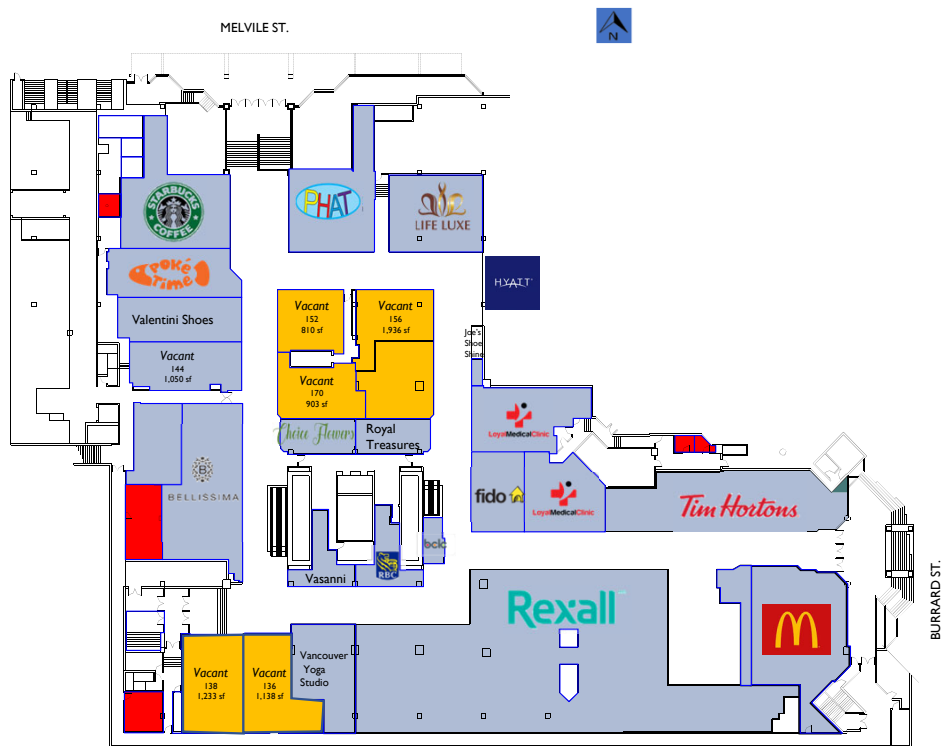 MELVILE ST.
N
STARBUCKS
COFFEE
PHAT
LIFE LUXE
Poké
Time
HYATT
Valentini Shoes
Vacant
152
810 sf
Vacant
156
1,936 sf
Joe's
Shoe
Shine
Vacant
144
1,050 sf
Vacant
170
903 sf
Choice Flowers
Royal
Treasures
LoyalMedicalClinic
B
BELLISSIMA
fido
LoyalMedicalClinic
Tim Hortons
bclc
Vasanni
RBC
Rexall
BURRARD ST.
Vacant
138
1,233 sf
Vacant
136
1,138 sf
Vancouver
Yoga
Studio